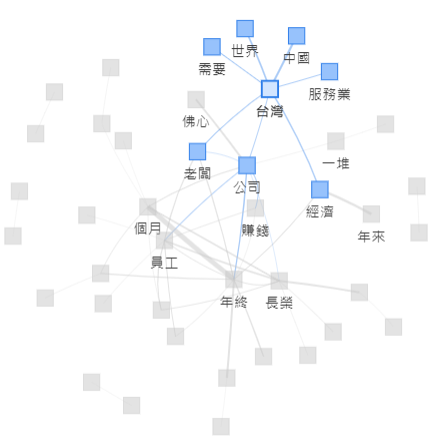 世界
中國
需要
服務業
台灣
佛心
一堆
老闆
公司
經濟
個月
賺錢
年來
員工
年終
長榮